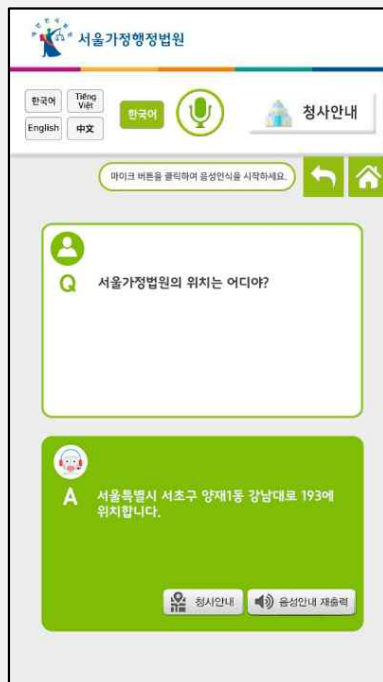 서울가정행정법원
한국어
Tiếng
Việt
English
中文
한국어
청사안내
마이크 버튼을 클릭하여 음성인식을 시작하세요.
Q 서울가정법원의 위치는 어디야?
A 서울특별시 서초구 양재1동 강남대로 193에
위치합니다.
청사안내
음성안내 재출력